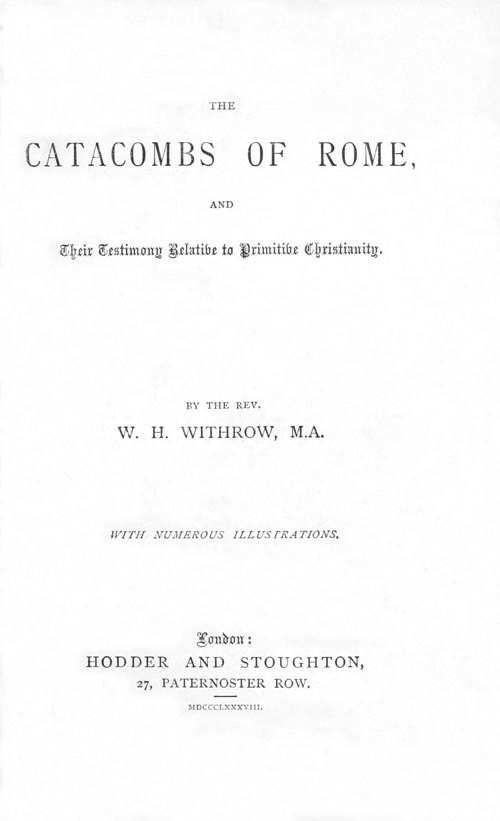 THE
CATACOMBS OF ROME,
AND
Their Testimony Relative to Primitive Christianity.
BY THE REV.
W. H. WITHROW, M.A.
WITH NUMEROUS ILLUSTRATIONS.
London:
HODDER AND STOUGHTON,
27, PATERNOSTER ROW.
MDCCCLXXXVIII.